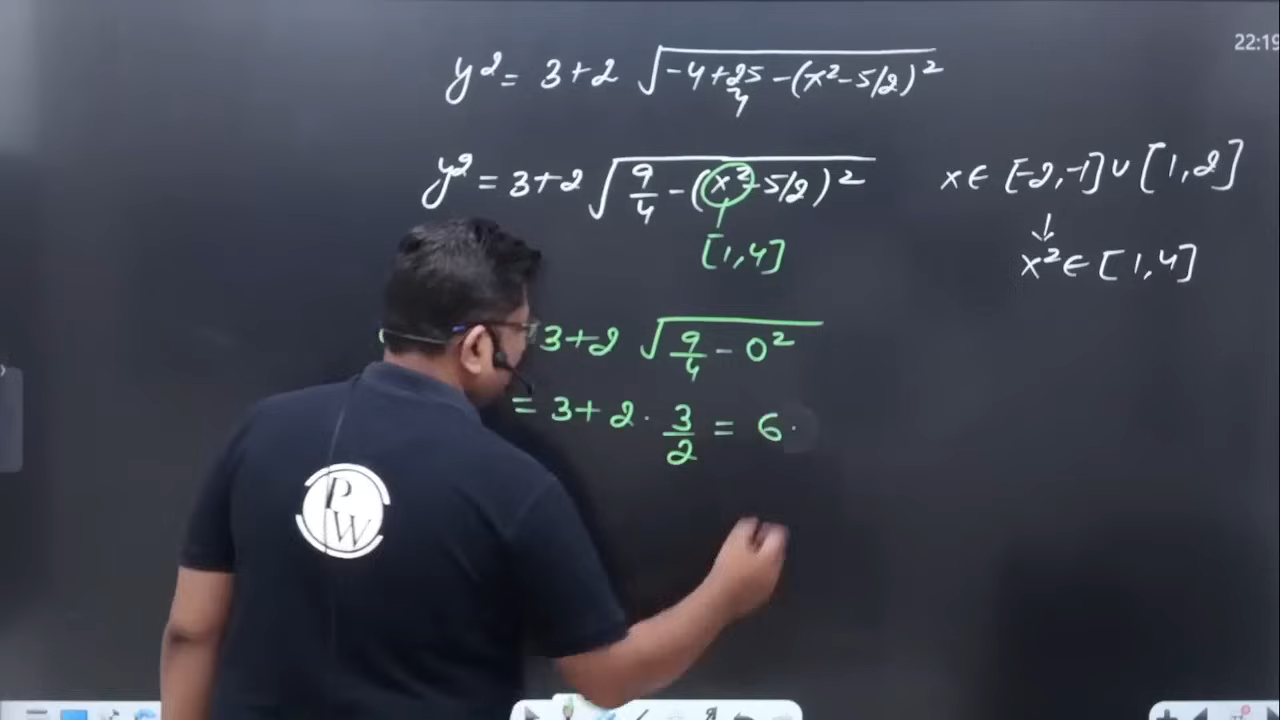 22:19
y² = 3+2 √(-4+25/4 -(x²-5/2)²)
y² = 3+2 √(9/4 -(x²-5/2)²)
x∈ [-2,-1]∪[1,2]
↓
[1,4]
x²∈[1,4]
3+2 √(9/4 - 0²)
= 3+ 2· 3/2 = 6·
P
W